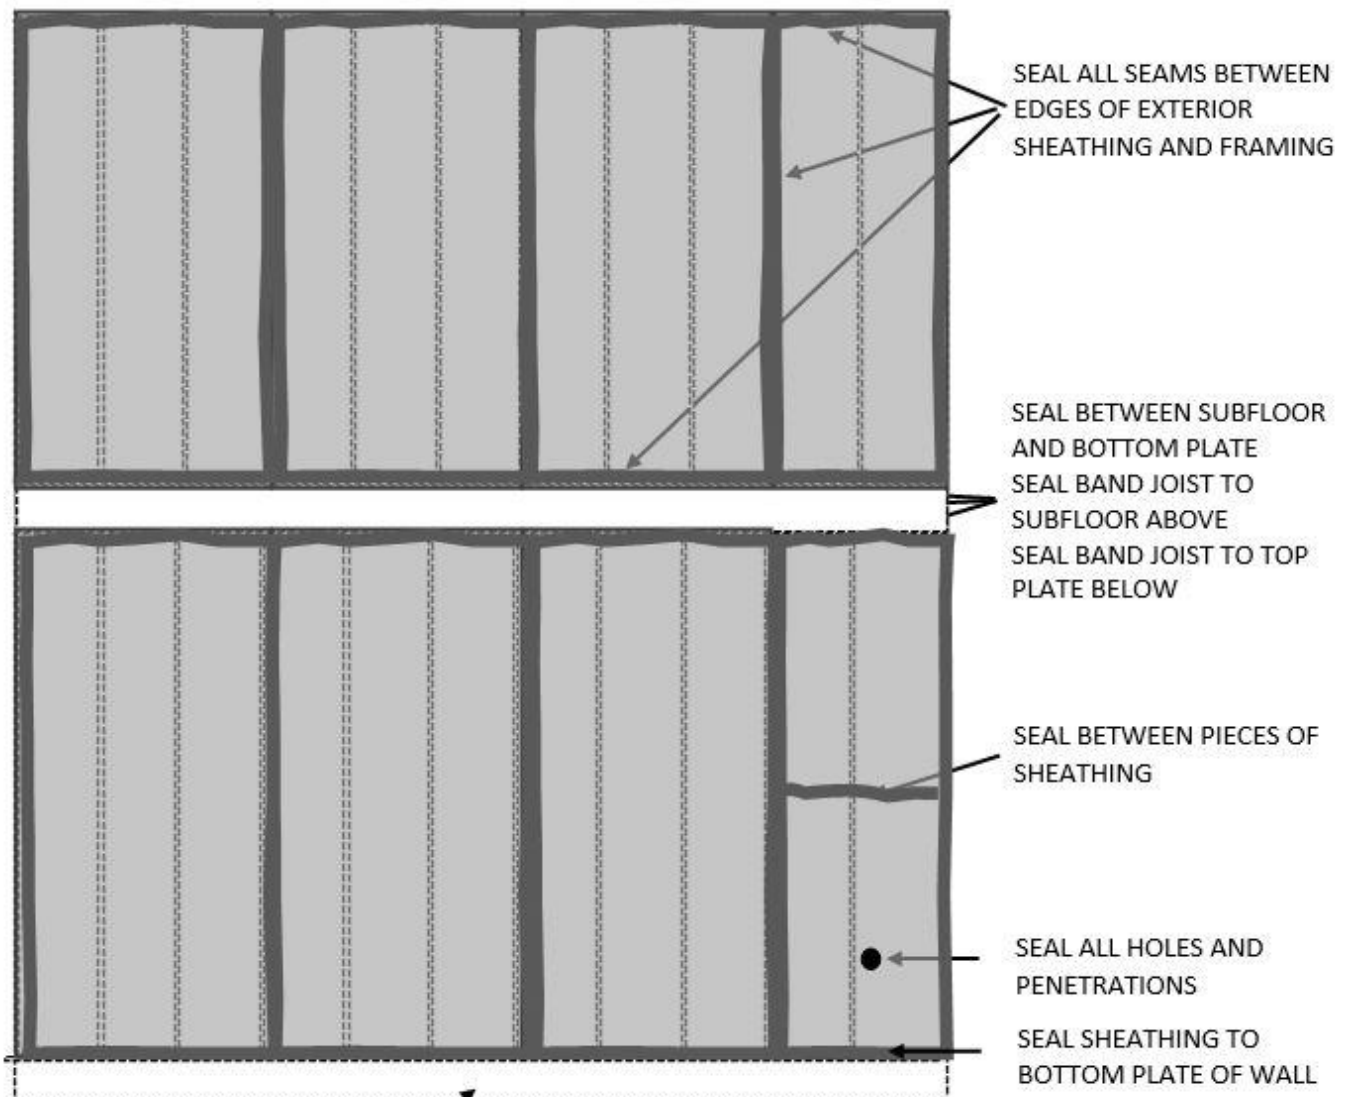 SEAL ALL SEAMS BETWEEN
EDGES OF EXTERIOR
SHEATHING AND FRAMING
SEAL BETWEEN SUBFLOOR
AND BOTTOM PLATE
SEAL BAND JOIST TO
SUBFLOOR ABOVE
SEAL BAND JOIST TO TOP
PLATE BELOW
SEAL BETWEEN PIECES OF
SHEATHING
SEAL ALL HOLES AND
PENETRATIONS
SEAL SHEATHING TO
BOTTOM PLATE OF WALL